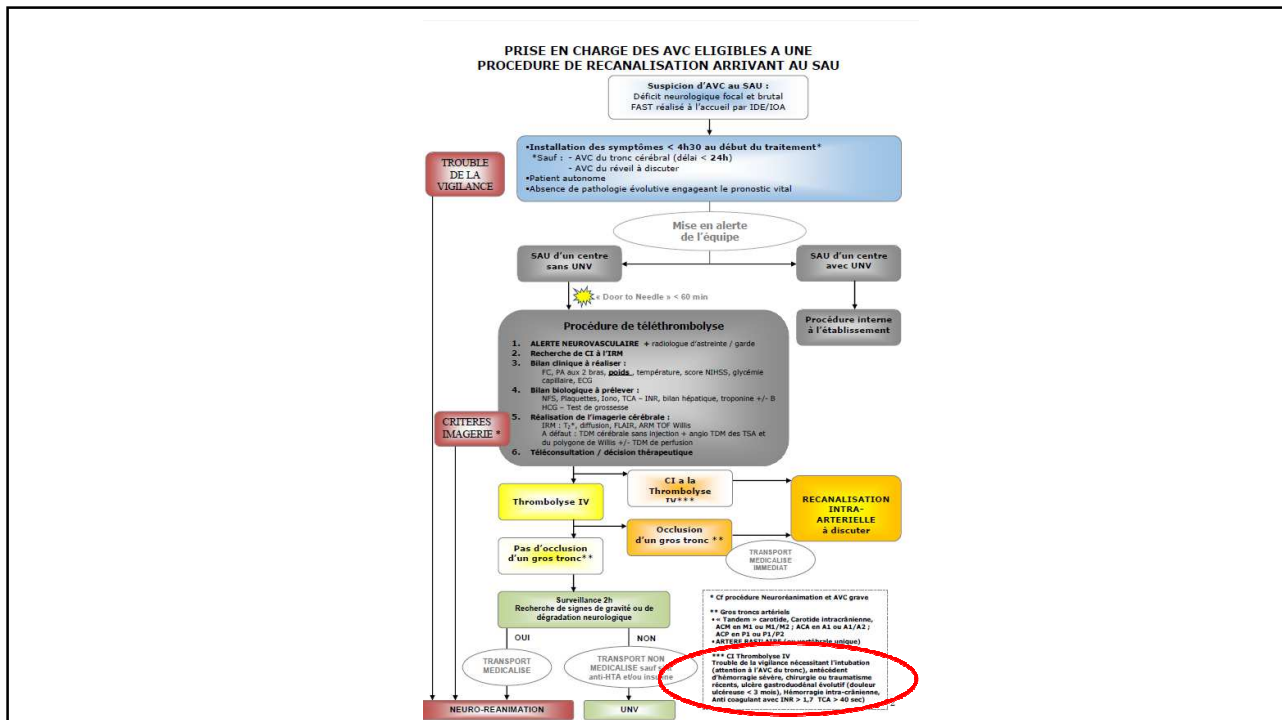 PRISE EN CHARGE DES AVC ELIGIBLES A UNE
PROCEDURE DE RECANALISATION ARRIVANT AU SAU
Suspicion d'AVC au SAU :
Déficit neurologique focal et brutal
FAST réalisé à l'accueil par IDE/IOA
TROUBLE
DE LA
VIGILANCE
▪Installation des symptômes < 4h30 au début du traitement*
*Sauf : - AVC du tronc cérébral (délai < 24h)
- AVC du réveil à discuter
▪Patient autonome
▪Absence de pathologie évolutive engageant le pronostic vital
Mise en alerte
de l'équipe
SAU d'un centre
sans UNV
SAU d'un centre
avec UNV
« Door to Needle » < 60 min
Procédure interne
à l'établissement
Procédure de téléthrombolyse
1. ALERTE NEUROVASCULAIRE + radiologue d'astreinte / garde
2. Recherche de CI à l'IRM
3. Bilan clinique à réaliser :
FC, PA aux 2 bras, poids , température, score NIHSS, glycémie
capillaire, ECG
4. Bilan biologique à prélever :
NFS, Plaquettes, Iono, TCA – INR, bilan hépatique, troponine +/- B
HCG – Test de grossesse
5. Réalisation de l'imagerie cérébrale :
IRM : T2*, diffusion, FLAIR, ARM TOF Willis
A défaut : TDM cérébrale sans injection + angio TDM des TSA et
du polygone de Willis +/- TDM de perfusion
6. Téléconsultation / décision thérapeutique
CRITERES
IMAGERIE *
Thrombolyse IV
CI a la
Thrombolyse
IV***
RECANALISATION
INTRA-
ARTERIELLE
à discuter
Occlusion
d'un gros tronc **
Pas d'occlusion
d'un gros tronc**
TRANSPORT
MEDICALISE
IMMEDIAT
Surveillance 2h
Recherche de signes de gravité ou de
dégradation neurologique
OUI
NON
TRANSPORT
MEDICALISE
TRANSPORT NON
MEDICALISE sauf
anti-HTA et/ou insuline
NEURO-REANIMATION
UNV
* Cf procédure Neuroréanimation et AVC grave
** Gros troncs artériels
▪« Tandem » carotide, Carotide intracrânienne,
ACM en M1 ou M1/M2 ; ACA en A1 ou A1/A2 ;
ACP en P1 ou P1/P2
▪ARTERE BASILAIRE (ou vertébrale unique)
*** CI Thrombolyse IV
Trouble de la vigilance nécessitant l'intubation
(attention à l'AVC du tronc), antécédent
d'hémorragie sévère, chirurgie ou traumatisme
récents, ulcère gastroduodénal évolutif (douleur
ulcéreuse < 3 mois), Hémorragie intra-crânienne,
Anti coagulant avec INR > 1,7 TCA > 40 sec)